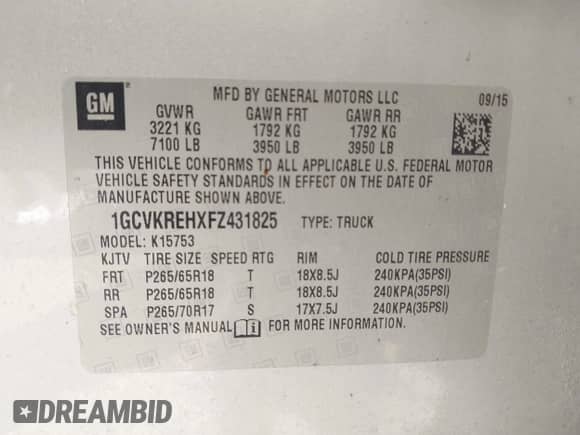 GM
MFD BY GENERAL MOTORS LLC 09/15
GVWR GAWR FRT GAWR RR
3221 KG 1792 KG 1792 KG
7100 LB 3950 LB 3950 LB
THIS VEHICLE CONFORMS TO ALL APPLICABLE U.S. FEDERAL MOTOR
VEHICLE SAFETY STANDARDS IN EFFECT ON THE DATE OF
MANUFACTURE SHOWN ABOVE.
1GCVKREHXFZ431825 TYPE: TRUCK
MODEL: K15753
KJTV TIRE SIZE SPEED RTG RIM COLD TIRE PRESSURE
FRT P265/65R18 T 18X8.5J 240KPA(35PSI)
RR P265/65R18 T 18X8.5J 240KPA(35PSI)
SPA P265/70R17 S 17X7.5J 240KPA(35PSI)
SEE OWNER'S MANUAL FOR MORE INFORMATION.
DREAMBID